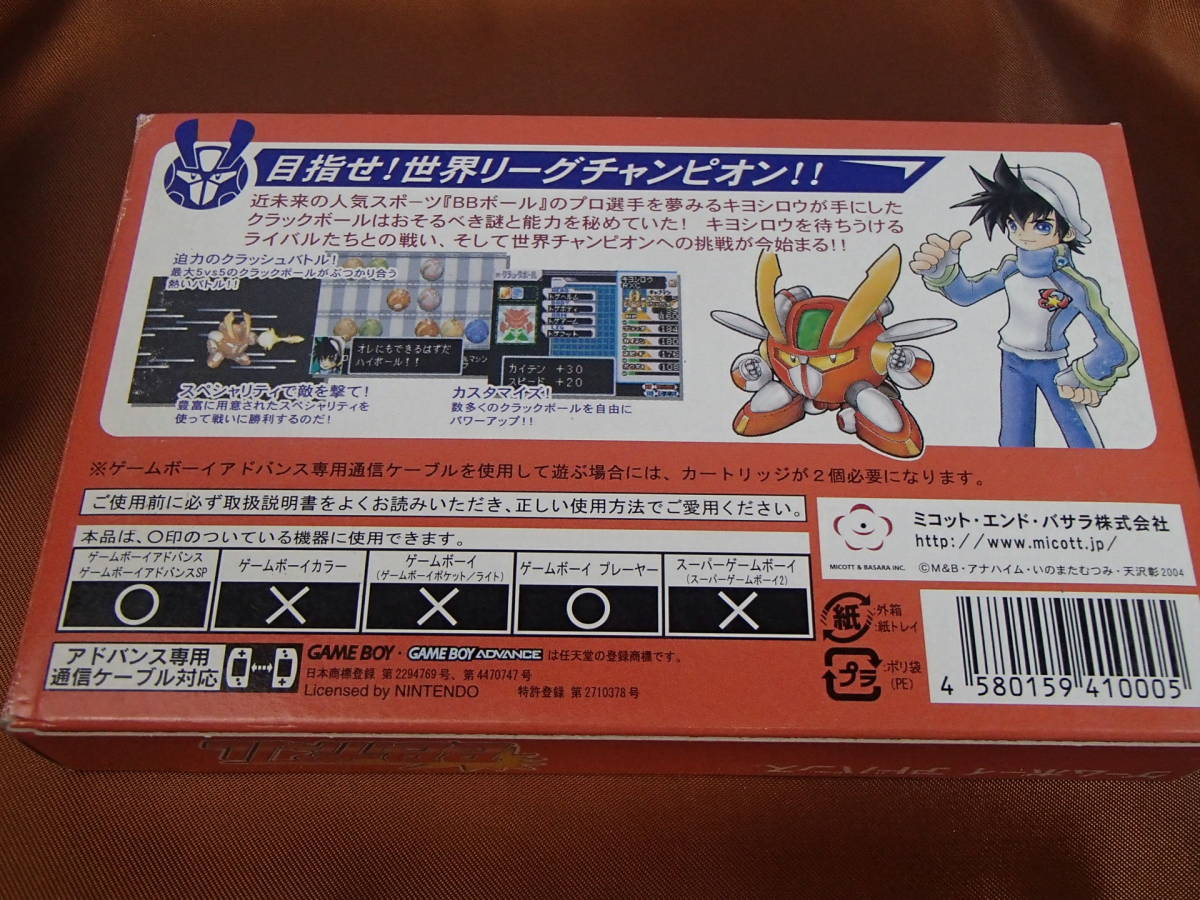 目指せ!世界リーグチャンピオン!!
近未来の人気スポーツ『BBボール』のプロ選手を夢みるキヨシロウが手にした
クラックボールはおそるべき謎と能力を秘めていた! キヨシロウを待ちうける
ライバルたちとの戦い、そして世界チャンピオンへの挑戦が今始まる!!
迫力のクラッシュバトル!
最大5vs5のクラックボールがぶつかり合う
熱いバトル!!
オレにもできるはずだ
ハイボール!!
カイテン +30
スピード +20
キヨシロウ
スペシャリティで敵を撃て!
豊富に用意されたスペシャリティを
使って戦いに勝利するのだ!
カスタマイズ!
数多くのクラックボールを自由に
パワーアップ!!
※ゲームボーイアドバンス専用通信ケーブルを使用して遊ぶ場合には、カートリッジが2個必要になります。
ご使用前に必ず取扱説明書をよくお読みいただき、正しい使用方法でご愛用ください。
本品は、〇印のついている機器に使用できます。
ゲームボーイアドバンス
ゲームボーイアドバンスSP
ゲームボーイカラー
ゲームボーイ
(ゲームボーイポケット/ライト)
ゲームボーイ プレーヤー
スーパーゲームボーイ
(スーパーゲームボーイ2)
〇 × × 〇 ×
アドバンス専用
通信ケーブル対応
GAME BOY・GAME BOY ADVANCE は任天堂の登録商標です。
日本商標登録 第2294769号、第4470747号
Licensed by NINTENDO 特許登録 第2710378号
ミコット・エンド・バサラ株式会社
http://www.micott.jp/
MICOTT & BASARA INC.
©M&B・アナハイム・いのまたむつみ・天沢彰2004
紙
外箱
:紙トレイ
プラ
:ポリ袋
(PE)
4 580159 410005
ゲームボーイアドバンス